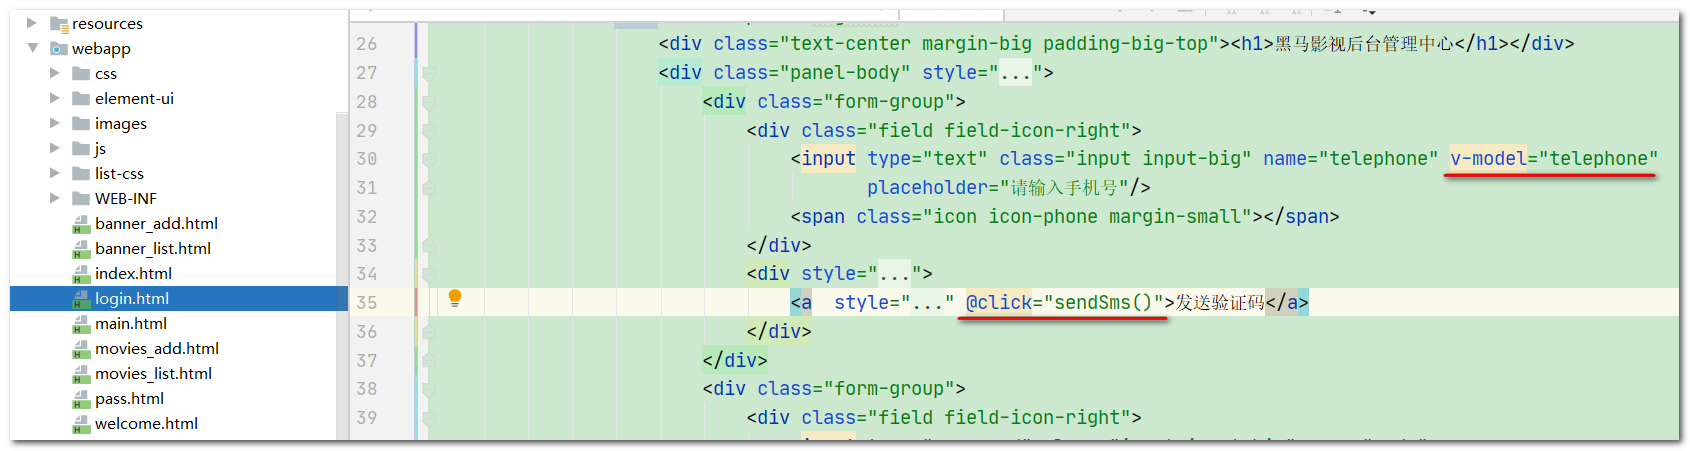 resources
webapp
css
element-ui
images
js
list-css
WEB-INF
banner_add.html
banner_list.html
index.html
login.html
main.html
movies_add.html
movies_list.html
pass.html
welcome.html
26 <div class="text-center margin-big padding-big-top"><h1>黑马影视后台管理中心</h1></div>
27 <div class="panel-body" style="...">
28 <div class="form-group">
29 <div class="field field-icon-right">
30 <input type="text" class="input input-big" name="telephone" v-model="telephone"
31 placeholder="请输入手机号"/>
32 <span class="icon icon-phone margin-small"></span>
33 </div>
34 <div style="...">
35 <a  style="..." @click="sendSms()">发送验证码</a>
36 </div>
37 </div>
38 <div class="form-group">
39 <div class="field field-icon-right">